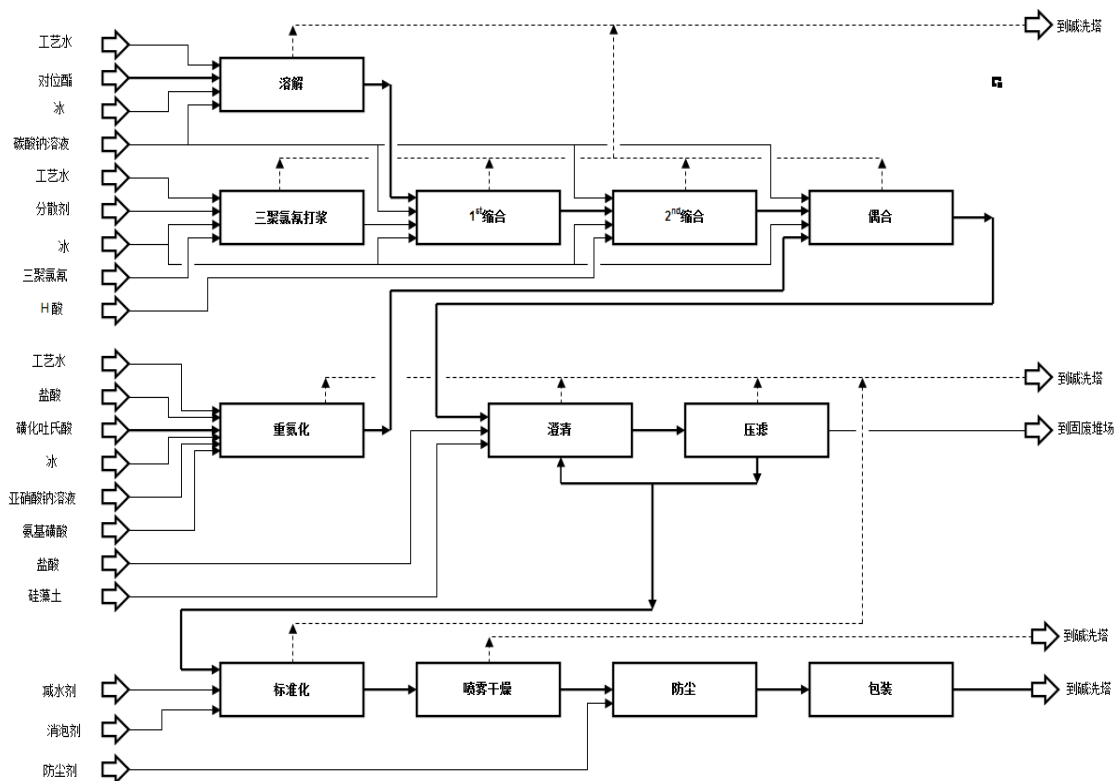 工艺水
到碱洗塔
对位酯
溶解
冰
碳酸钠溶液
工艺水
分散剂
三聚氯氰打浆
1st缩合
2nd缩合
偶合
冰
三聚氯氰
H酸
工艺水
到碱洗塔
盐酸
磺化吐氏酸
重氮化
澄清
压滤
到固废堆场
冰
亚硝酸钠溶液
氨基磺酸
盐酸
硅藻土
到碱洗塔
减水剂
标准化
喷雾干燥
防尘
包装
到碱洗塔
消泡剂
防尘剂